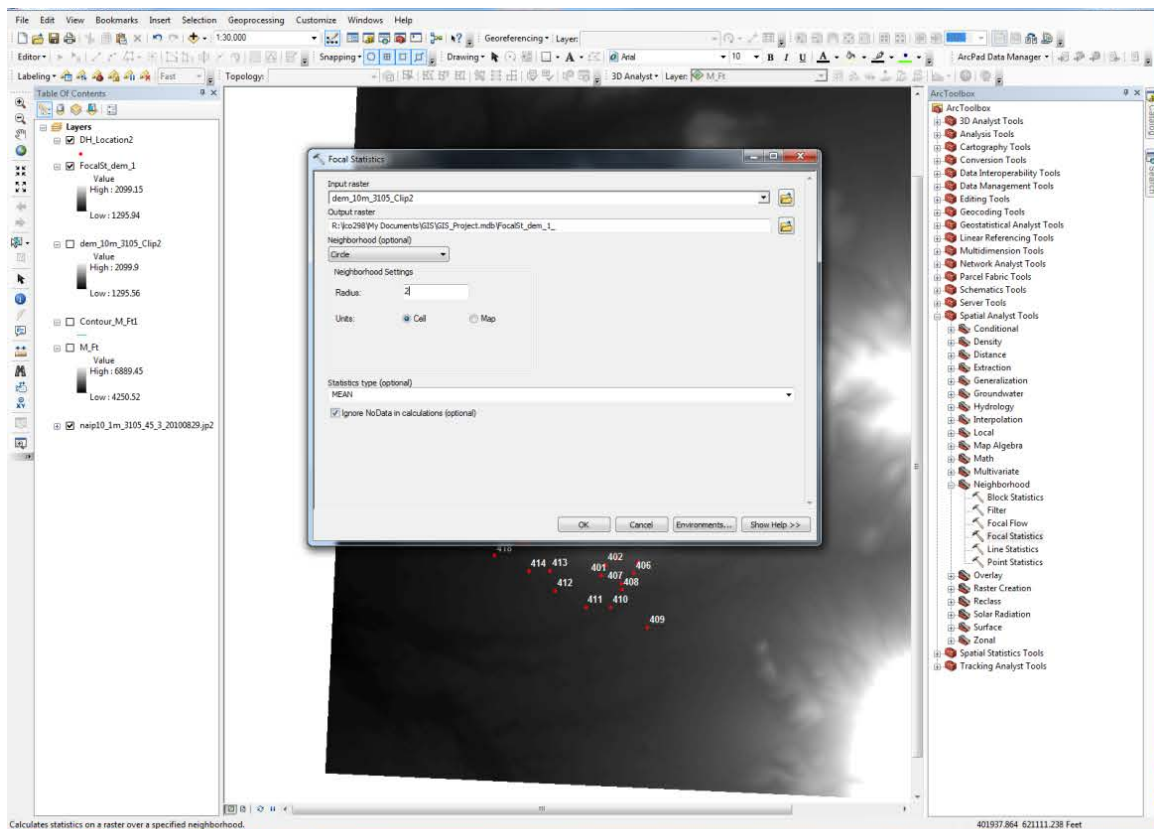 File Edit View Bookmarks Insert Selection Geoprocessing Customize Windows Help
1:30,000
Georeferencing Layer:
Editor
Snapping
Drawing
A
Arial
10
B I U A
ArcPad Data Manager
Labeling
Fast
Topology:
3D Analyst Layer: M_Ft
Table Of Contents
Layers
DH_Location2
FocalSt_dem_1
Value
High : 2099.15
Low : 1295.94
dem_10m_3105_Clip2
Value
High : 2099.9
Low : 1295.56
Contour_M_Ft1
M_Ft
Value
High : 6889.45
Low : 4250.52
naip10_1m_3105_45_3_20100829.jp2
Focal Statistics
Input raster
dem_10m_3105_Clip2
Output raster
R:\lco298\My Documents\GIS\GIS_Project.mdb\FocalSt_dem_1_
Neighborhood (optional)
Circle
Neighborhood Settings
Radius: 2
Units: Cell Map
Statistics type (optional)
MEAN
Ignore NoData in calculations (optional)
OK Cancel Environments... Show Help >>
402
414 413 401 406
407
412 408
411 410
409
ArcToolbox
ArcToolbox
3D Analyst Tools
Analysis Tools
Cartography Tools
Conversion Tools
Data Interoperability Tools
Data Management Tools
Editing Tools
Geocoding Tools
Geostatistical Analyst Tools
Linear Referencing Tools
Multidimension Tools
Network Analyst Tools
Parcel Fabric Tools
Schematics Tools
Server Tools
Spatial Analyst Tools
Conditional
Density
Distance
Extraction
Generalization
Groundwater
Hydrology
Interpolation
Local
Map Algebra
Math
Multivariate
Neighborhood
Block Statistics
Filter
Focal Flow
Focal Statistics
Line Statistics
Point Statistics
Overlay
Raster Creation
Reclass
Solar Radiation
Surface
Zonal
Spatial Statistics Tools
Tracking Analyst Tools
Catalog
Search
Calculates statistics on a raster over a specified neighborhood.
401937.864 621111.238 Feet